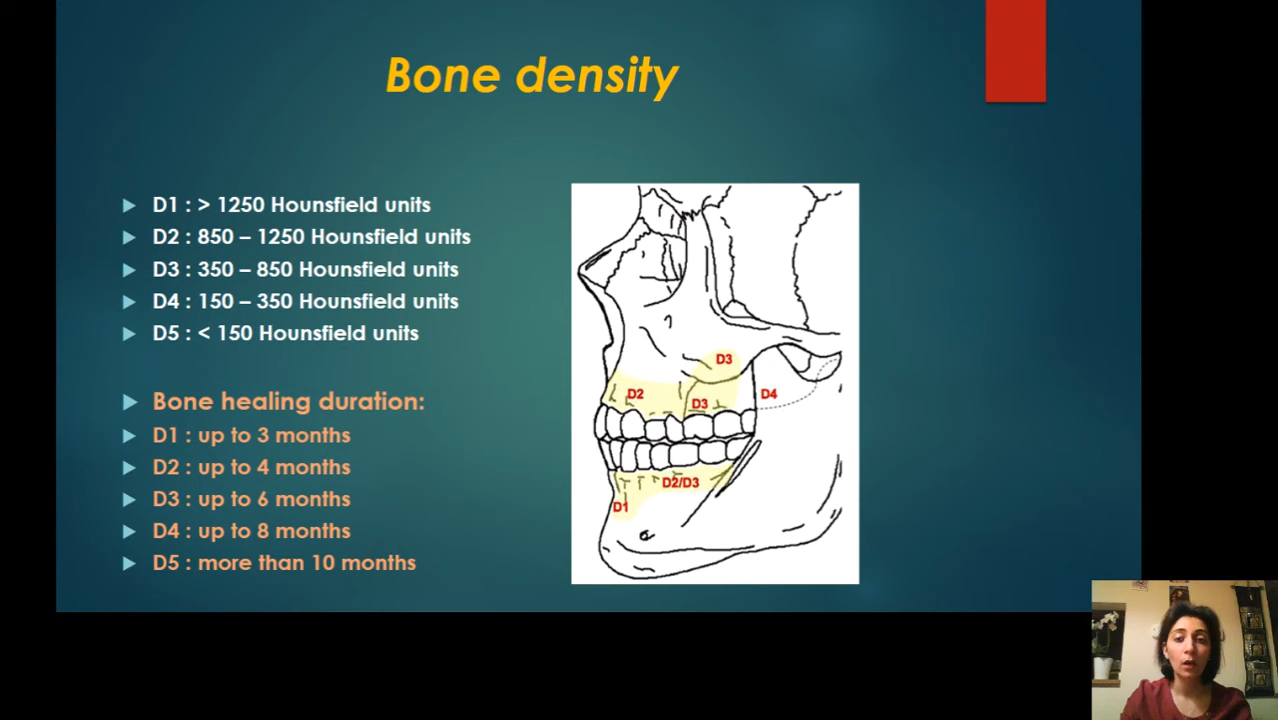 Bone density
D1 : > 1250 Hounsfield units
D2 : 850 – 1250 Hounsfield units
D3 : 350 – 850 Hounsfield units
D4 : 150 – 350 Hounsfield units
D5 : < 150 Hounsfield units
Bone healing duration:
D1 : up to 3 months
D2 : up to 4 months
D3 : up to 6 months
D4 : up to 8 months
D5 : more than 10 months
D3
D2
D3
D4
D2/D3
D1